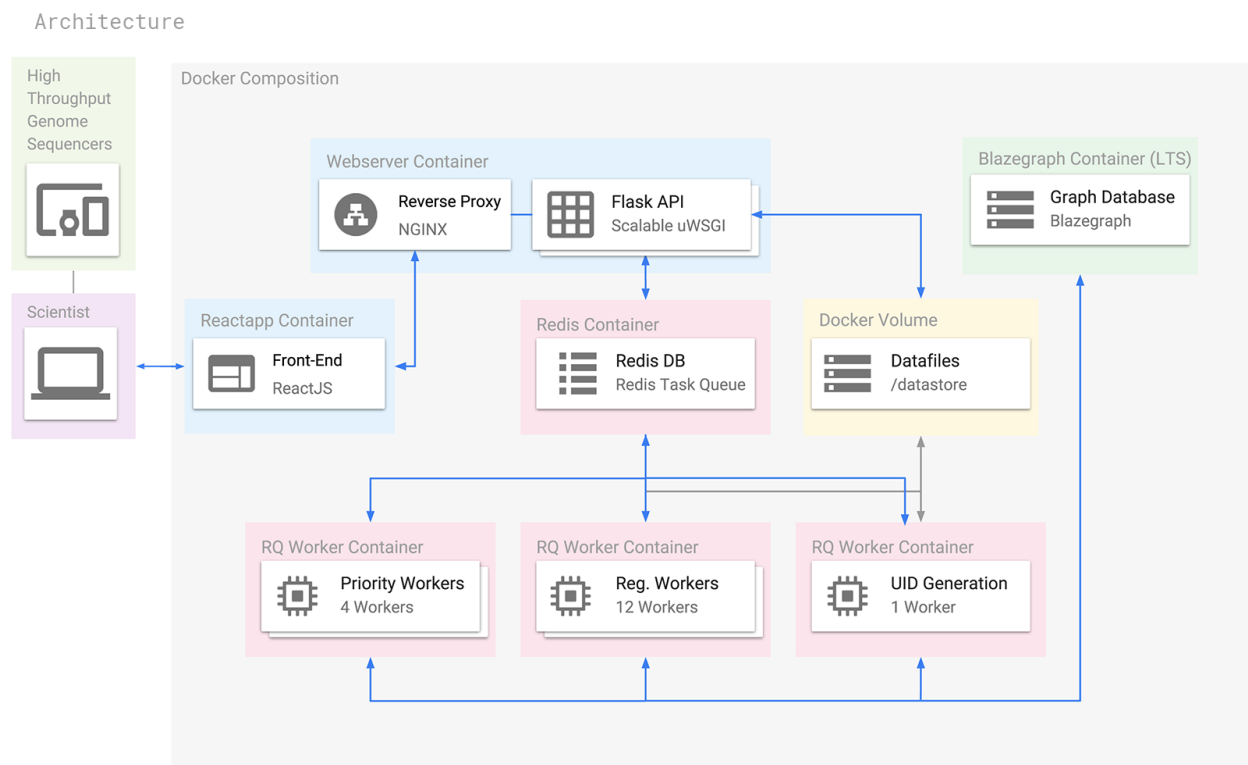 Architecture
High
Throughput
Genome
Sequencers
Docker Composition
Webserver Container
Reverse Proxy
NGINX
Flask API
Scalable uWSGI
Blazegraph Container (LTS)
Graph Database
Blazegraph
Scientist
Reactapp Container
Front-End
ReactJS
Redis Container
Redis DB
Redis Task Queue
Docker Volume
Datafiles
/datastore
RQ Worker Container
Priority Workers
4 Workers
RQ Worker Container
Reg. Workers
12 Workers
RQ Worker Container
UID Generation
1 Worker